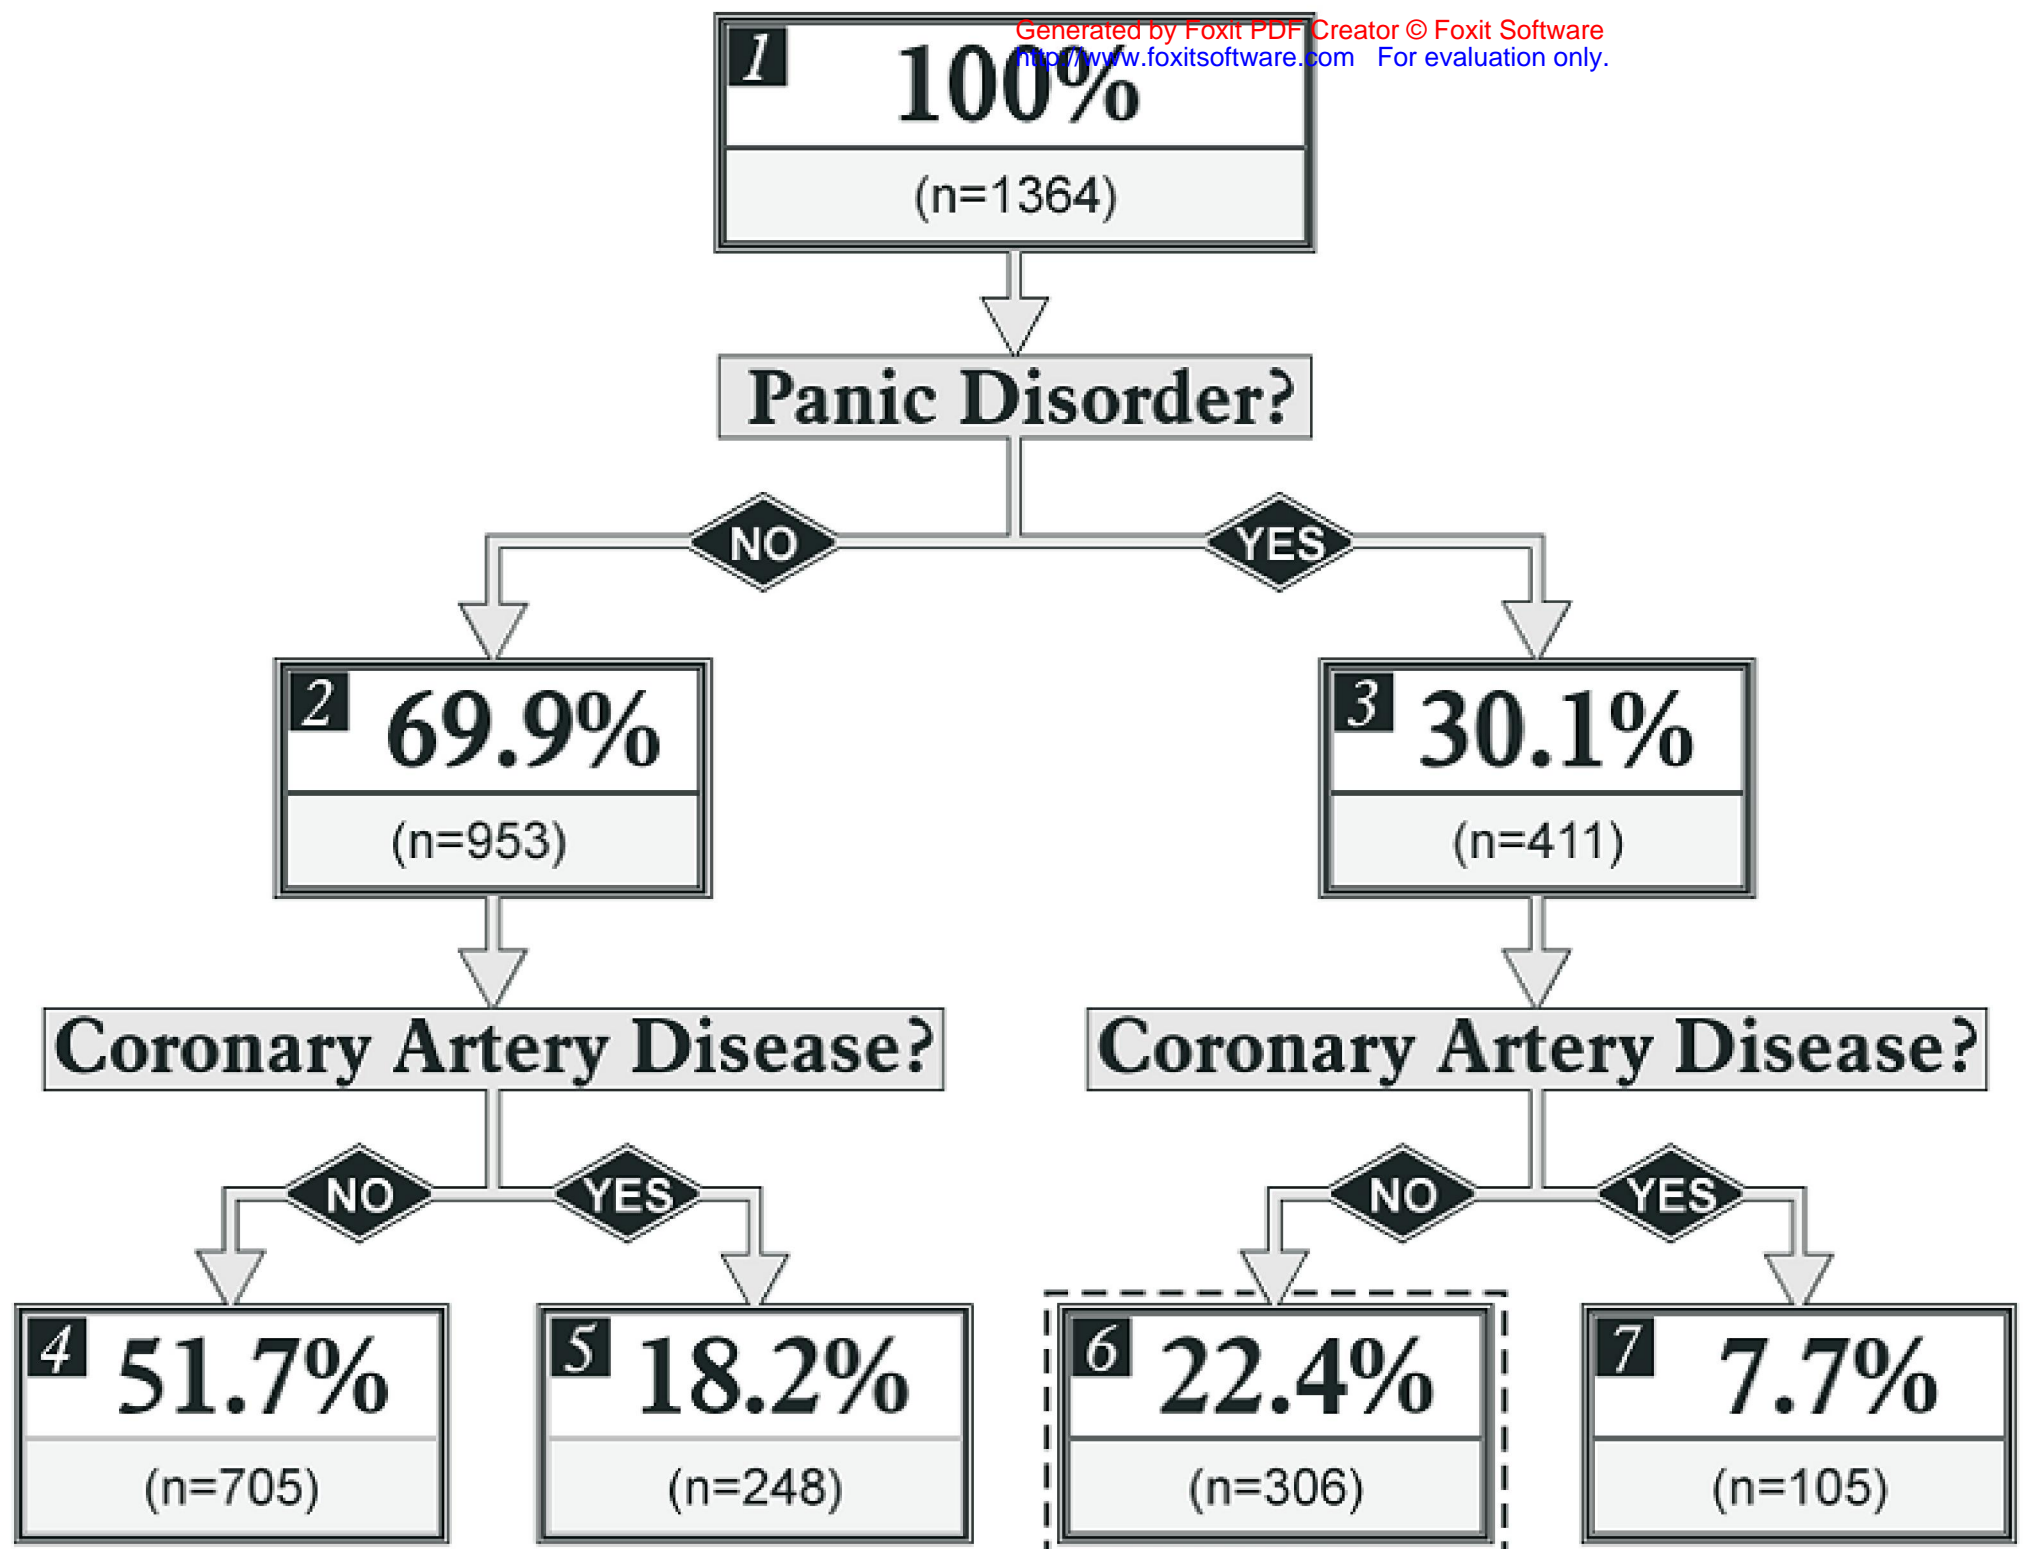 Generated by Foxit PDF Creator © Foxit Software
http://www.foxitsoftware.com For evaluation only.
1 100%
(n=1364)
Panic Disorder?
NO YES
2 69.9%
(n=953)
3 30.1%
(n=411)
Coronary Artery Disease?
Coronary Artery Disease?
NO YES
NO YES
4 51.7%
(n=705)
5 18.2%
(n=248)
6 22.4%
(n=306)
7 7.7%
(n=105)